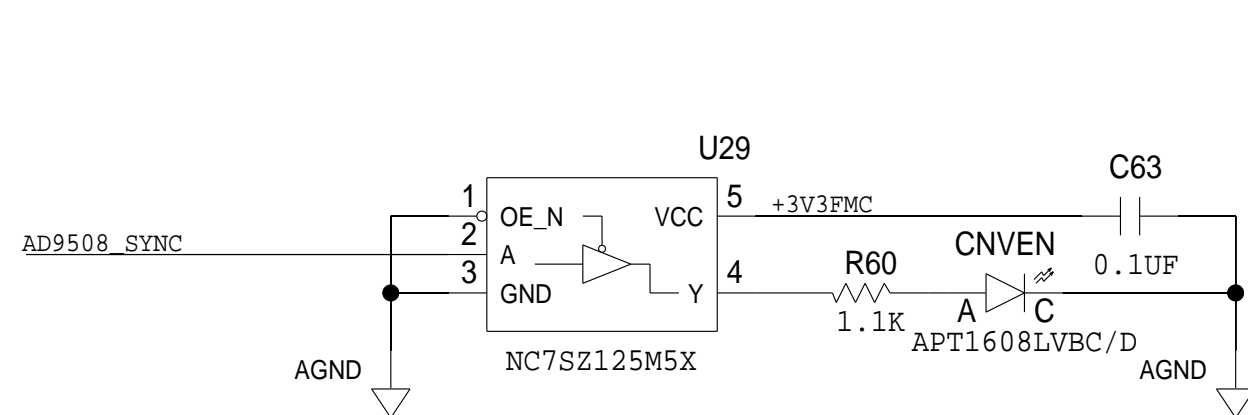 U29
C63
1
OE_N
VCC
5
+3V3FMC
AD9508_SYNC
2
A
CNVEN
0.1UF
3
GND
Y
4
R60
1.1K
A
C
APT1608LVBC/D
NC7SZ125M5X
AGND
AGND